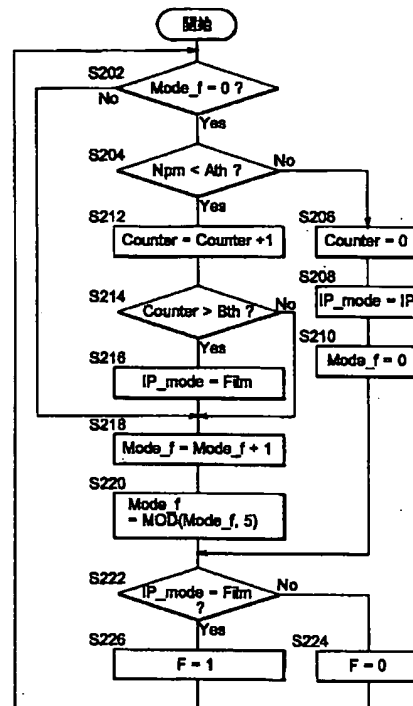 開始
S202
Mode_f = 0 ?
No
Yes
S204
Npm < Ath ?
No
Yes
S212
Counter = Counter +1
S206
Counter = 0
S208
IP_mode = IP
S214
Counter > Bth ?
No
Yes
S210
Mode_f = 0
S216
IP_mode = Film
S218
Mode_f = Mode_f + 1
S220
Mode_f
= MOD(Mode_f, 5)
S222
IP_mode = Film
?
No
Yes
S226
F = 1
S224
F = 0